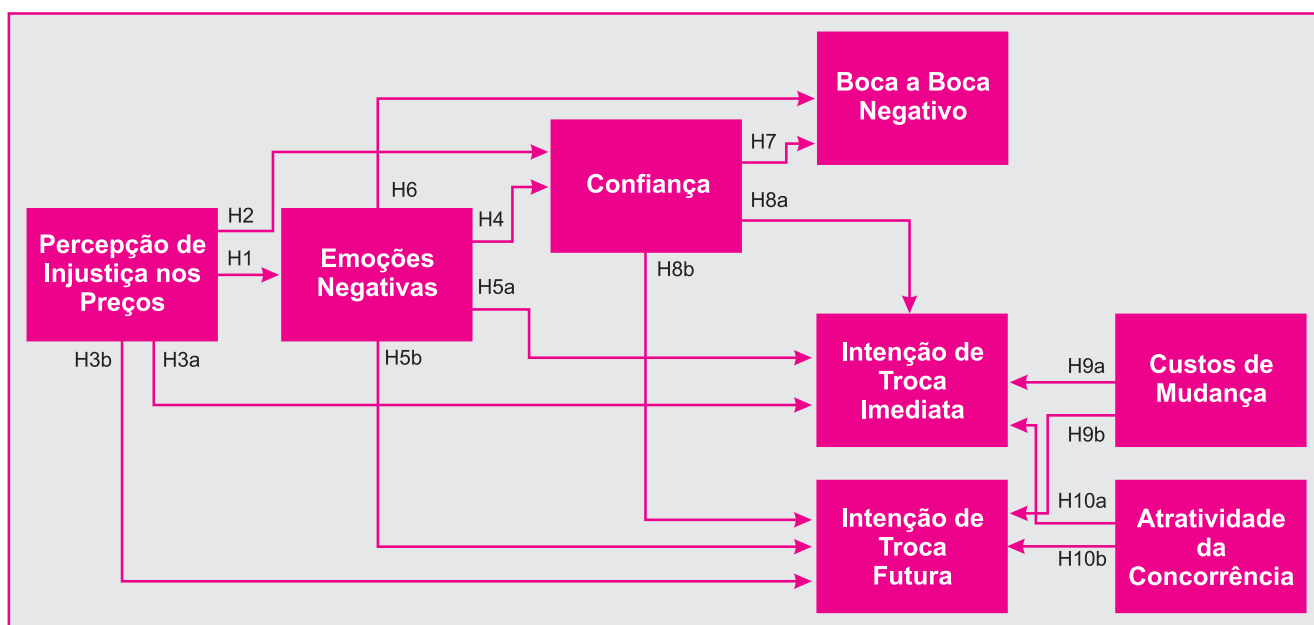 Boca a Boca
Negativo
H7
Confiança
H6
H8a
H2
H4
Percepção de
Injustiça nos
Preços
H1
Emoções
Negativas
H8b
H5a
H3b
H3a
H5b
Intenção de
Troca
Imediata
H9a
Custos de
Mudança
H9b
H10a
Intenção de
Troca
Futura
Atratividade
da
Concorrência
H10b